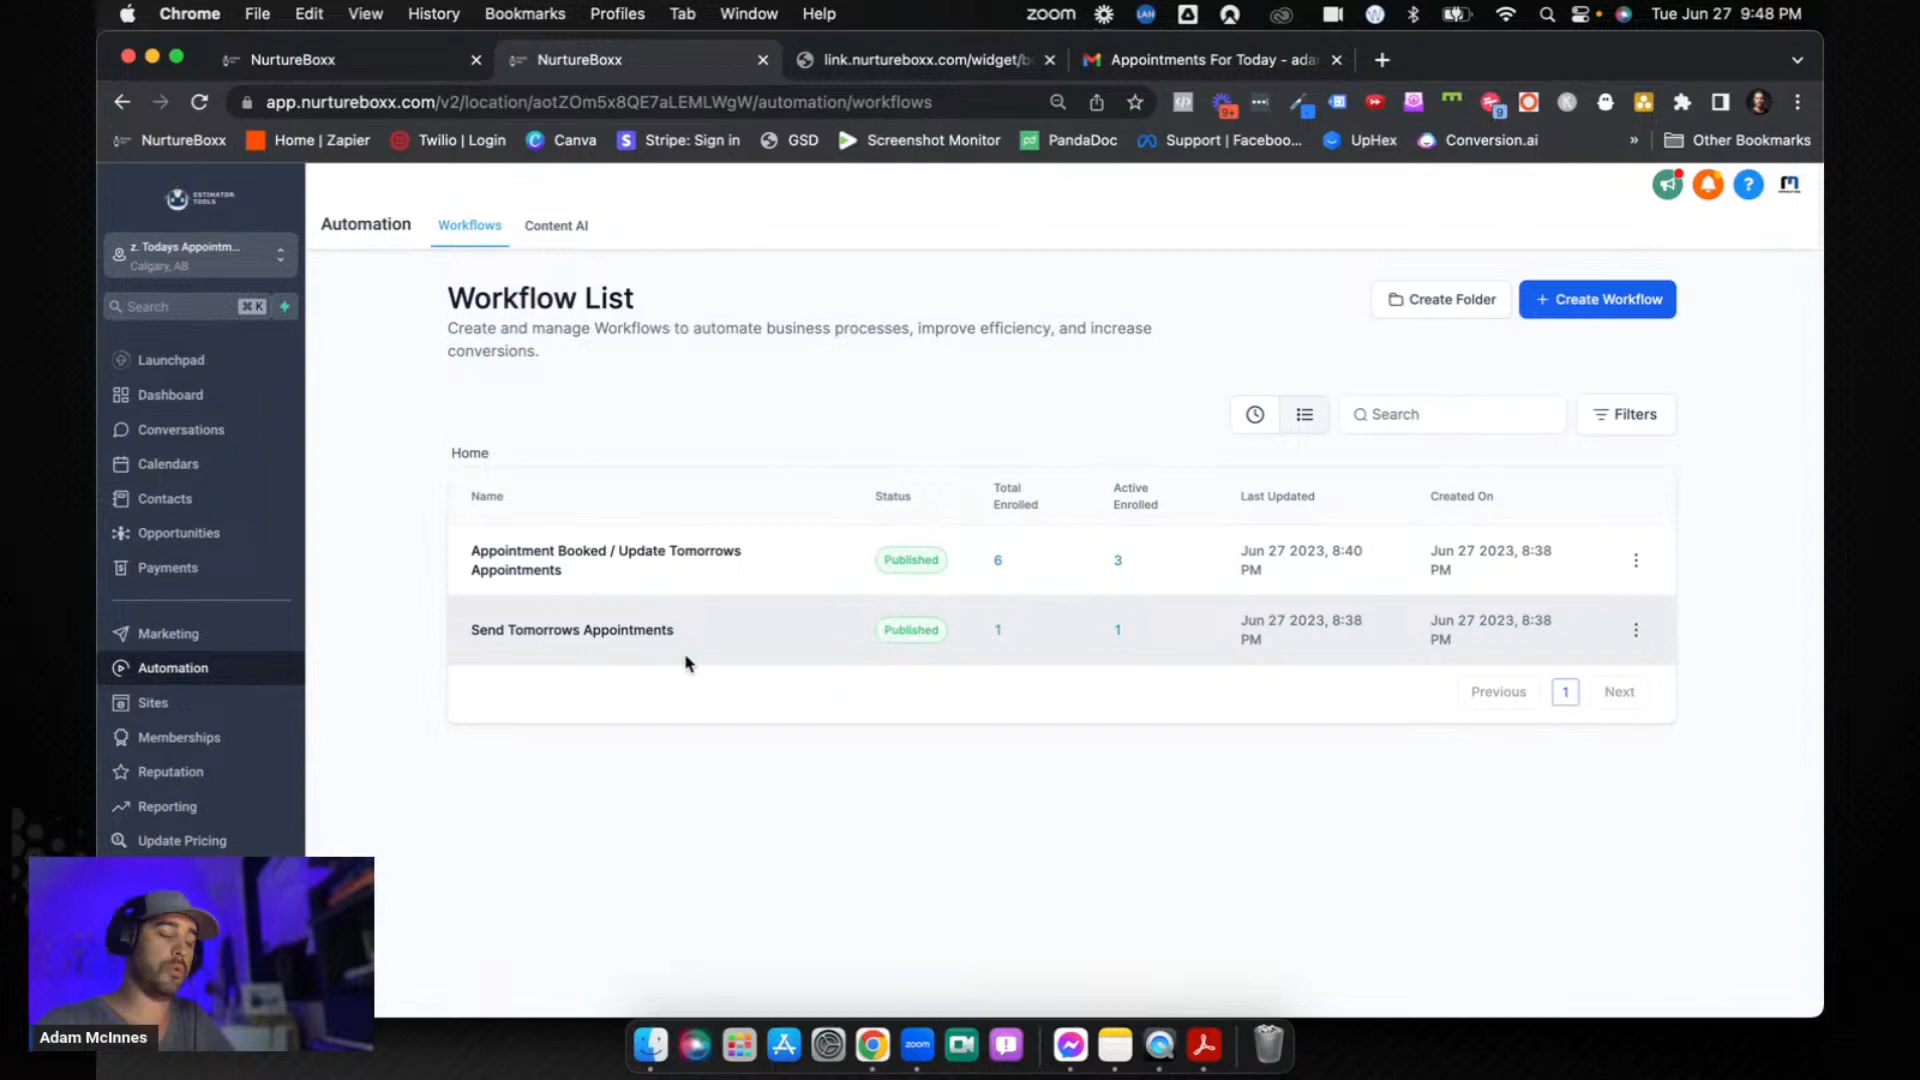 Chrome File Edit View History Bookmarks Profiles Tab Window Help zoom LAN Tue Jun 27 9:48 PM
NurtureBoxx NurtureBoxx link.nurtureboxx.com/widget/b Appointments For Today - ada
app.nurtureboxx.com/v2/location/aotZOm5x8QE7aLEMLWgW/automation/workflows 9+ 9
NurtureBoxx Home | Zapier Twilio | Login Canva Stripe: Sign in GSD Screenshot Monitor PandaDoc Support | Faceboo... UpHex Conversion.ai » Other Bookmarks
ESTIMATOR
TOOLS
z. Todays Appointm...
Calgary, AB
Search ⌘ K
Launchpad
Dashboard
Conversations
Calendars
Contacts
Opportunities
Payments
Marketing
Automation
Sites
Memberships
Reputation
Reporting
Update Pricing
Automation Workflows Content AI
Workflow List
Create and manage Workflows to automate business processes, improve efficiency, and increase
conversions.
Create Folder + Create Workflow
Search Filters
Home
Name Status Total Enrolled Active Enrolled Last Updated Created On
Appointment Booked / Update Tomorrows Published 6 3 Jun 27 2023, 8:40 Jun 27 2023, 8:38
Appointments PM PM
Send Tomorrows Appointments Published 1 1 Jun 27 2023, 8:38 Jun 27 2023, 8:38
PM PM
Previous 1 Next
Adam McInnes
zoom